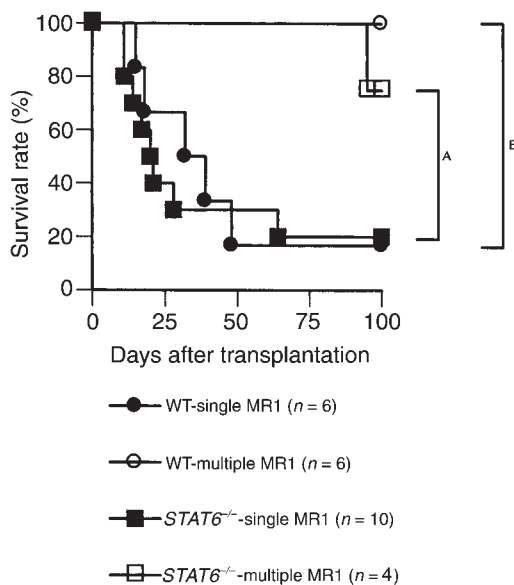 Survival rate (%)
100
80
60
40
20
0
0 25 50 75 100
Days after transplantation
A
B
WT-single MR1 (n = 6)
WT-multiple MR1 (n = 6)
STAT6−/−-single MR1 (n = 10)
STAT6−/−-multiple MR1 (n = 4)